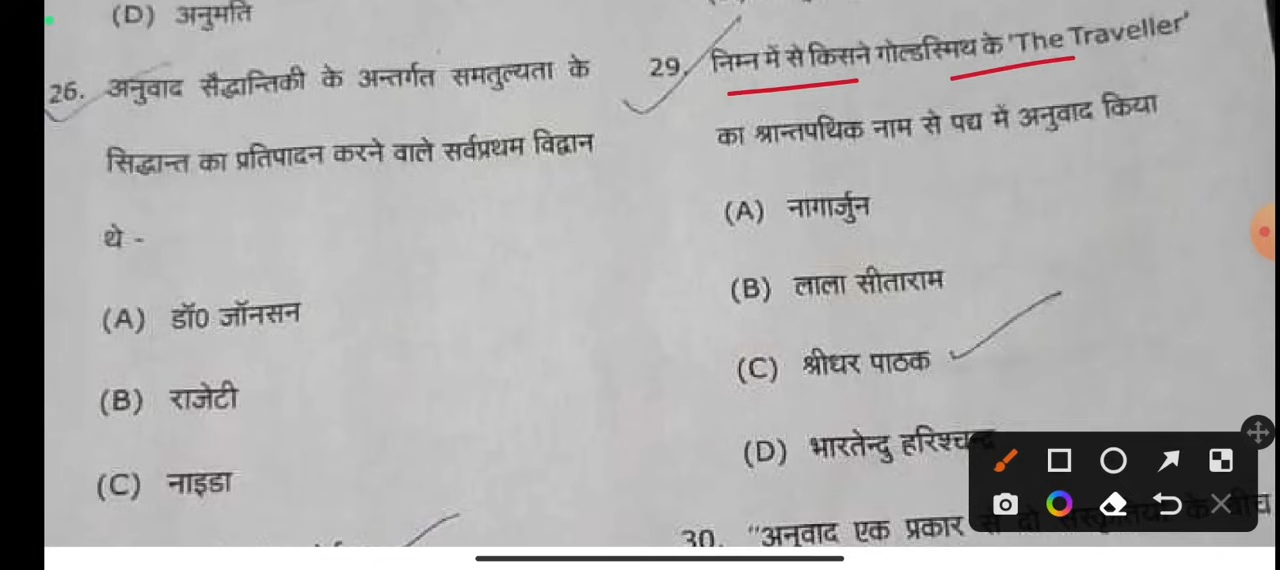 (D) अनुमति
26. अनुवाद सैद्धान्तिकी के अन्तर्गत समतुल्यता के
सिद्धान्त का प्रतिपादन करने वाले सर्वप्रथम विद्वान
थे -
(A) डॉ0 जॉनसन
(B) राजेटी
(C) नाइडा
29. निम्न में से किसने गोल्डस्मिथ के 'The Traveller'
का श्रान्तपथिक नाम से पद्य में अनुवाद किया
(A) नागार्जुन
(B) लाला सीताराम
(C) श्रीधर पाठक
(D) भारतेन्दु हरिश्चन्द्र
30. "अनुवाद एक प्रकार से दो संस्कृतियों के बीच